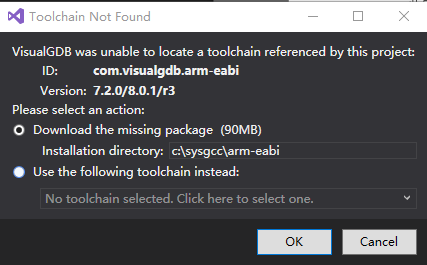 Toolchain Not Found
VisualGDB was unable to locate a toolchain referenced by this project:
ID: com.visualgdb.arm-eabi
Version: 7.2.0/8.0.1/r3
Please select an action:
Download the missing package (90MB)
Installation directory: c:\sysgcc\arm-eabi
Use the following toolchain instead:
No toolchain selected. Click here to select one.
OK Cancel